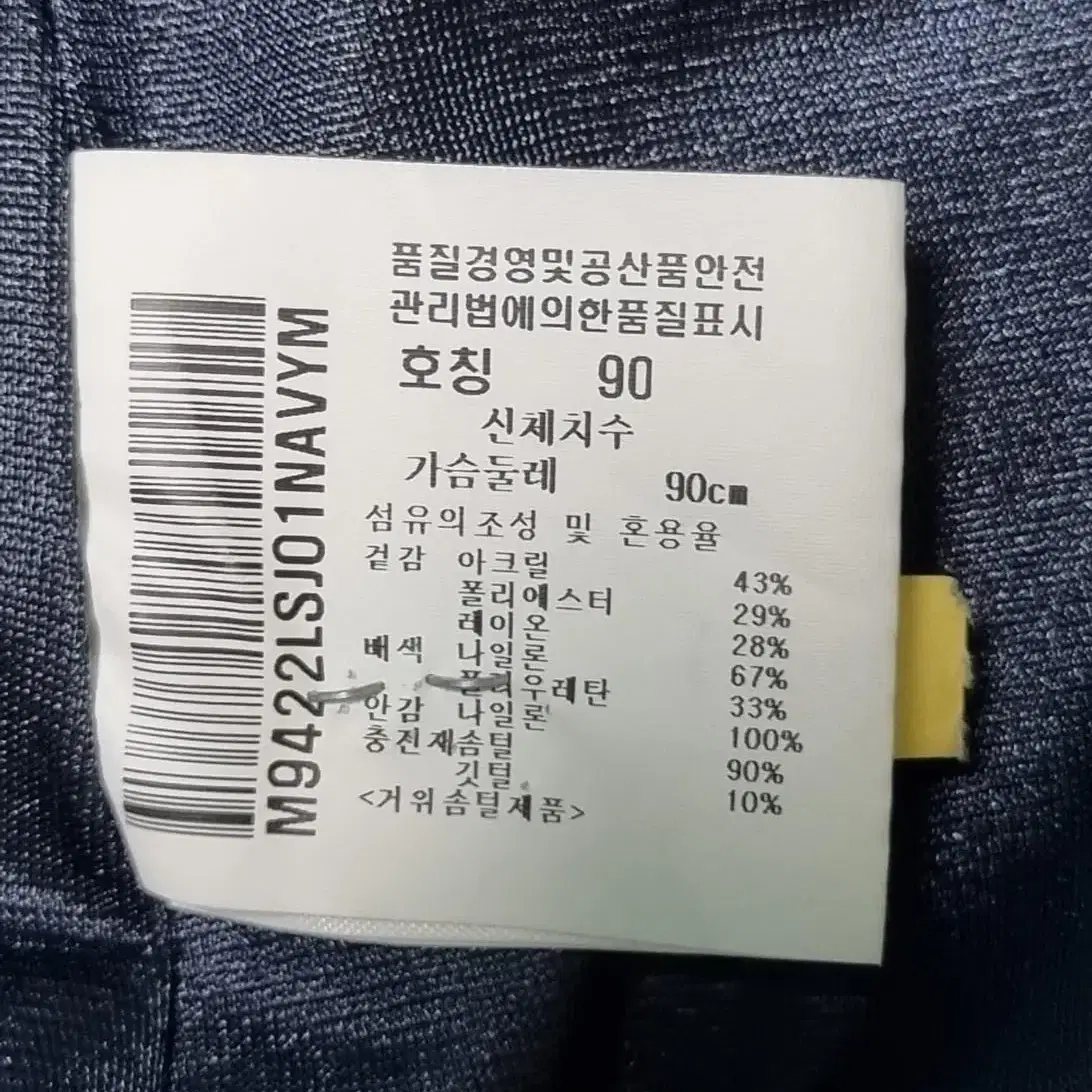 품질경영및공산품안전
관리법에의한품질표시
호칭 90
신체치수
가슴둘레 90cm
섬유의조성 및 혼용율
겉감 아크릴 43%
폴리에스터 29%
레이온 28%
배색 나일론 67%
폴리우레탄 33%
안감 나일론 100%
충전재솜털 90%
깃털 10%
<거위솜털제품>
M9422LSJ01NAVYM